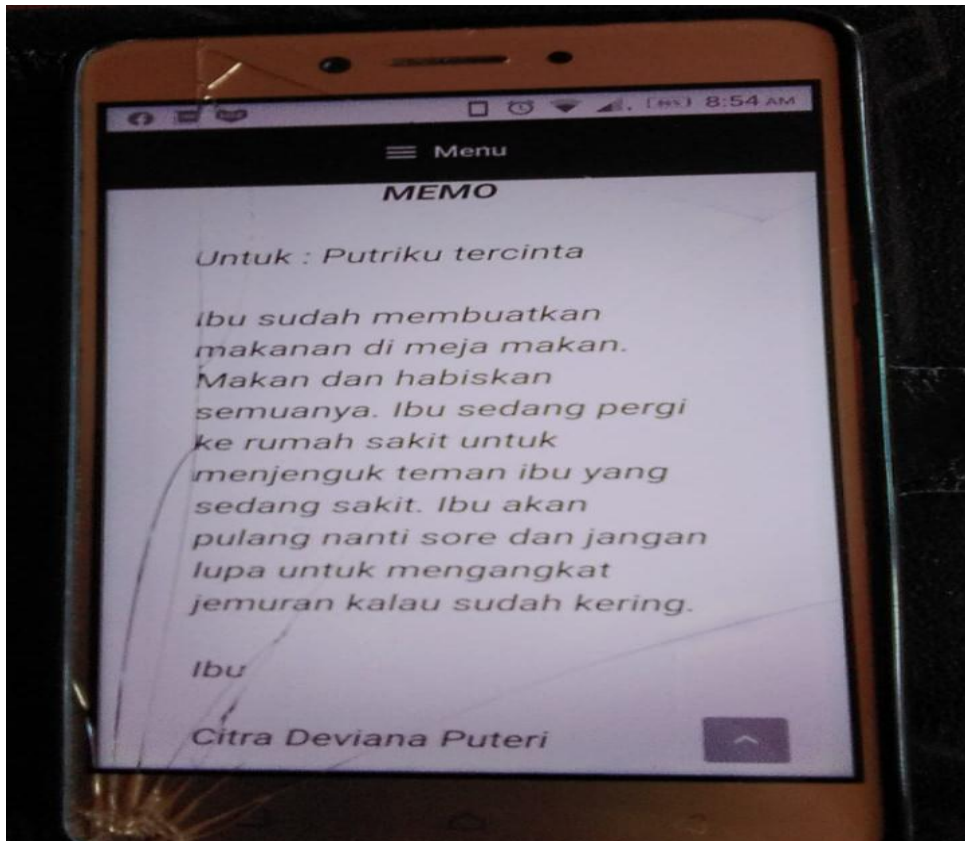 8:54 AM
Menu
MEMO
Untuk : Putriku tercinta
Ibu sudah membuatkan
makanan di meja makan.
Makan dan habiskan
semuanya. Ibu sedang pergi
ke rumah sakit untuk
menjenguk teman ibu yang
sedang sakit. Ibu akan
pulang nanti sore dan jangan
lupa untuk mengangkat
jemuran kalau sudah kering.
Ibu
Citra Deviana Puteri